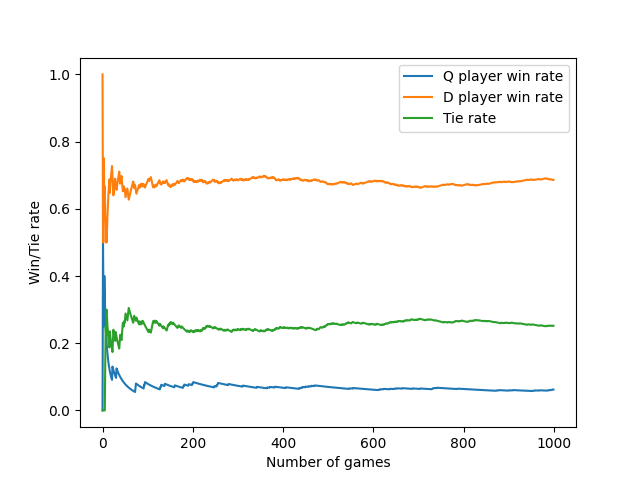 Q player win rate
D player win rate
Tie rate
Win/Tie rate
1.0
0.8
0.6
0.4
0.2
0.0
0
200
400
600
800
1000
Number of games